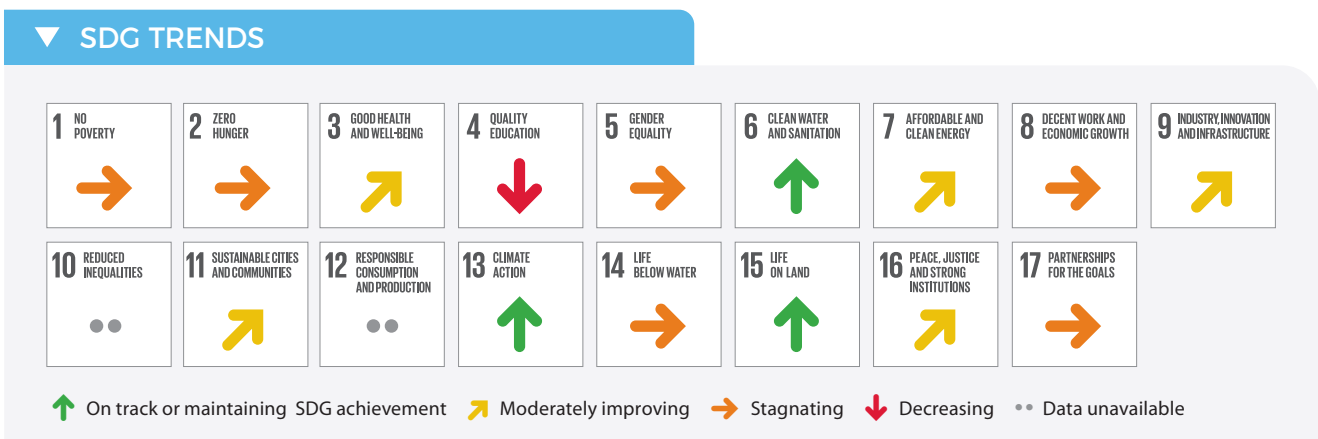 SDG TRENDS
1 NO
POVERTY
2 ZERO
HUNGER
3 GOOD HEALTH
AND WELL-BEING
4 QUALITY
EDUCATION
5 GENDER
EQUALITY
6 CLEAN WATER
AND SANITATION
7 AFFORDABLE AND
CLEAN ENERGY
8 DECENT WORK AND
ECONOMIC GROWTH
9 INDUSTRY, INNOVATION
AND INFRASTRUCTURE
10 REDUCED
INEQUALITIES
11 SUSTAINABLE CITIES
AND COMMUNITIES
12 RESPONSIBLE
CONSUMPTION
AND PRODUCTION
13 CLIMATE
ACTION
14 LIFE
BELOW WATER
15 LIFE
ON LAND
16 PEACE, JUSTICE
AND STRONG
INSTITUTIONS
17 PARTNERSHIPS
FOR THE GOALS
On track or maintaining SDG achievement
Moderately improving
Stagnating
Decreasing
Data unavailable